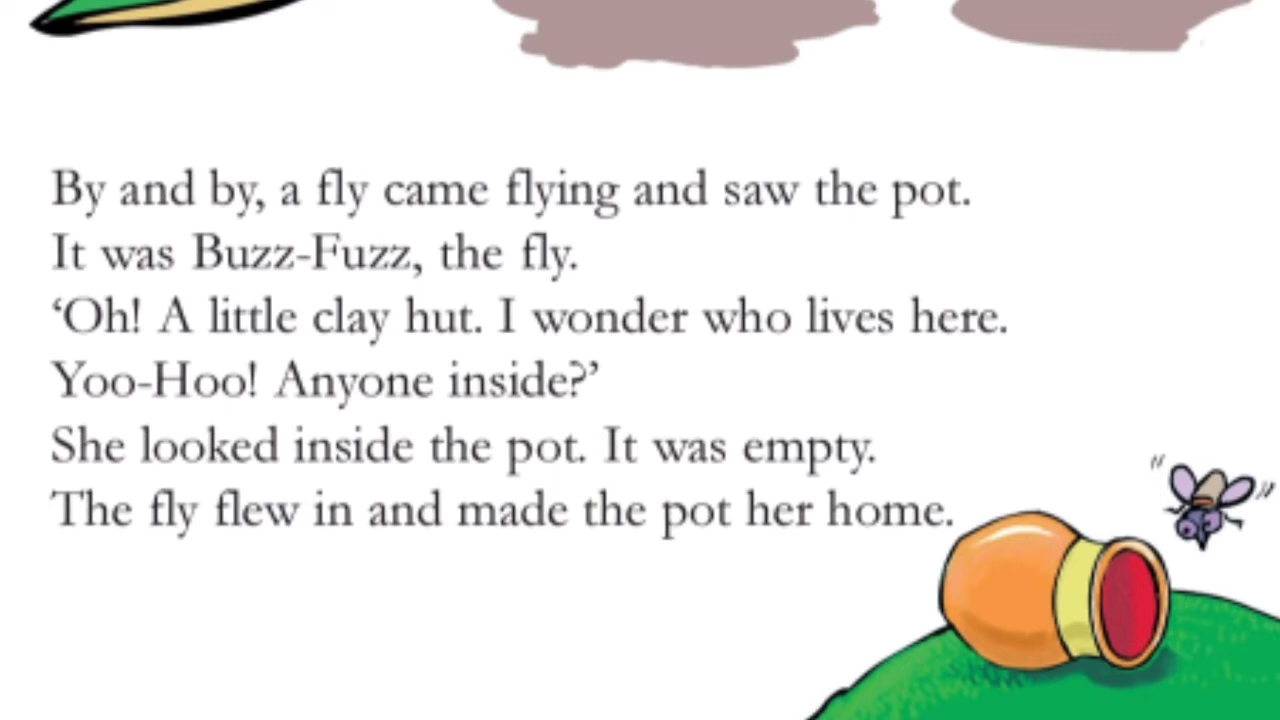 By and by, a fly came flying and saw the pot.
It was Buzz-Fuzz, the fly.
‘Oh! A little clay hut. I wonder who lives here.
Yoo-Hoo! Anyone inside?’
She looked inside the pot. It was empty.
The fly flew in and made the pot her home.